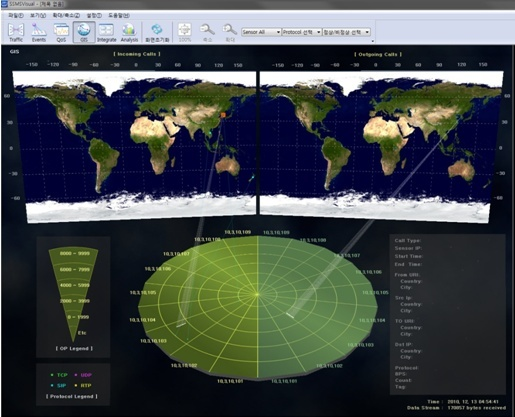 SSMSVisual - [제목 없음]
파일(F) 보기(V) 확대/축소(Z) 설정(T) 도움말(H)
Traffic Events QoS GIS Integrate Analysis 화면초기화 100% 축소 확대 Sensor All Protocol 선택 정상/비정상 선택
GIS
[ Incoming Calls ] [ Outgoing Calls ]
-150 -120 -90 -60 -30 0 30 60 90 120 150
-150 -120 -90 -60 -30 0 30 60 90 120 150
60
30
0
-30
-60
60
30
0
-30
-60
10,3,10,109 10,3,10,109
10,3,10,108 10,3,10,108
10,3,10,107 10,3,10,107
10,3,10,106 10,3,10,106
10,3,10,105 10,3,10,105
10,3,10,104 10,3,10,104
10,3,10,103 10,3,10,103
10,3,10,102 10,3,10,102
10,3,10,101 10,3,10,101
8000 ~ 9999
6000 ~ 7999
4000 ~ 5999
2000 ~ 3999
0 ~ 1999
Etc
[ OP Legend ]
TCP UDP
SIP RTP
[ Protocol Legend ]
Call Type:
Sensor IP:
Start Time:
End Time:
From URI:
Country:
City:
Src Ip:
Country:
City:
TO URI:
Country:
City:
Dst IP:
Country:
City:
Protocol
BPS:
Count:
Tag:
Time : 2010, 12, 13 04:54:41
Data Stream : 178057 bytes received